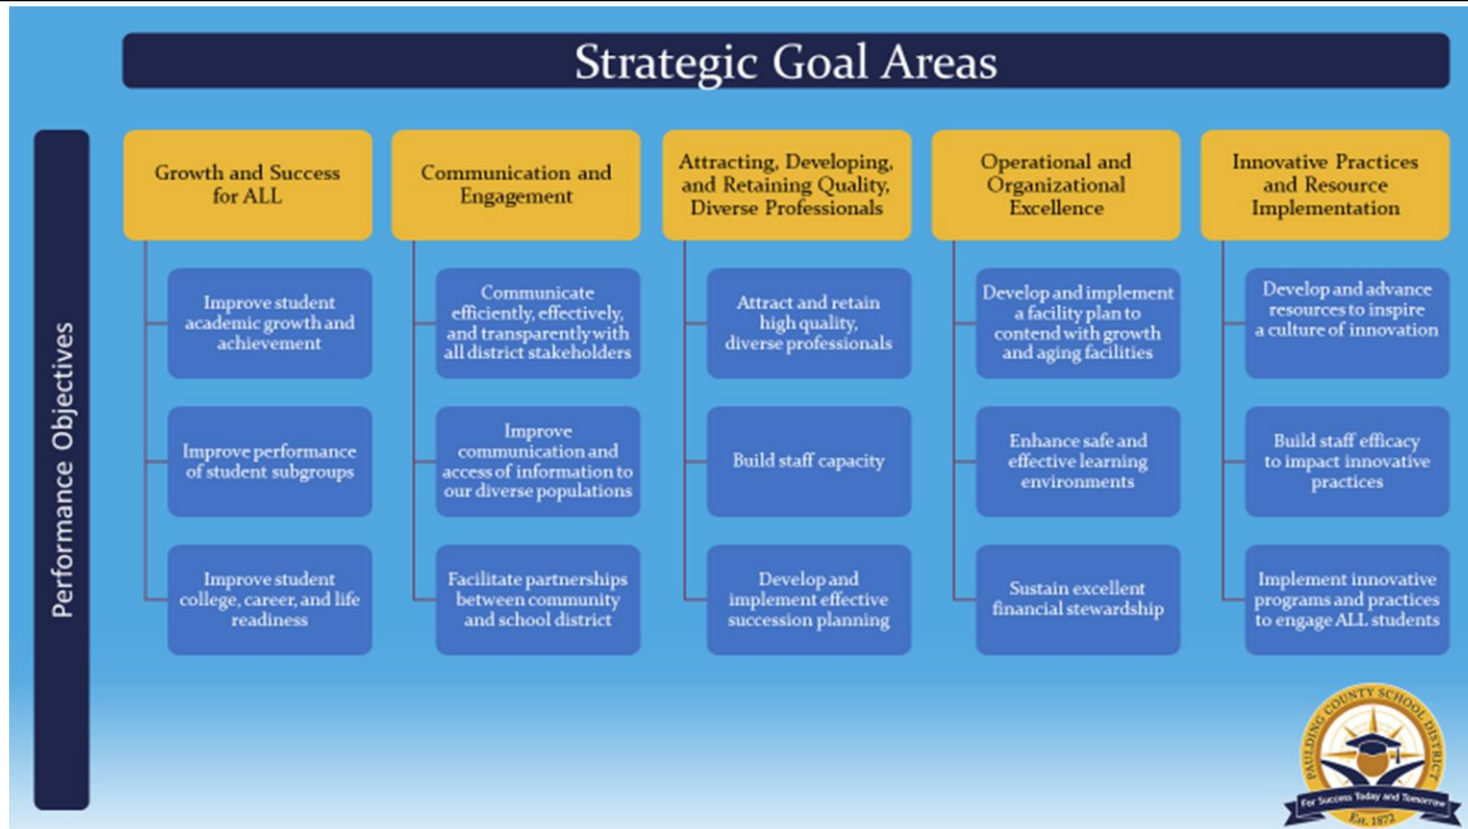 Strategic Goal Areas
Performance Objectives
Growth and Success
for ALL
Improve student
academic growth and
achievement
Improve performance
of student subgroups
Improve student
college, career, and life
readiness
Communication and
Engagement
Communicate
efficiently, effectively,
and transparently with
all district stakeholders
Improve
communication and
access of information to
our diverse populations
Facilitate partnerships
between community
and school district
Attracting, Developing,
and Retaining Quality,
Diverse Professionals
Attract and retain
high quality,
diverse professionals
Build staff capacity
Develop and
implement effective
succession planning
Operational and
Organizational
Excellence
Develop and implement
a facility plan to
contend with growth
and aging facilities
Enhance safe and
effective learning
environments
Sustain excellent
financial stewardship
Innovative Practices
and Resource
Implementation
Develop and advance
resources to inspire
a culture of innovation
Build staff efficacy
to impact innovative
practices
Implement innovative
programs and practices
to engage ALL students
PAULDING COUNTY SCHOOL DISTRICT
For Success Today and Tomorrow
Est. 1872